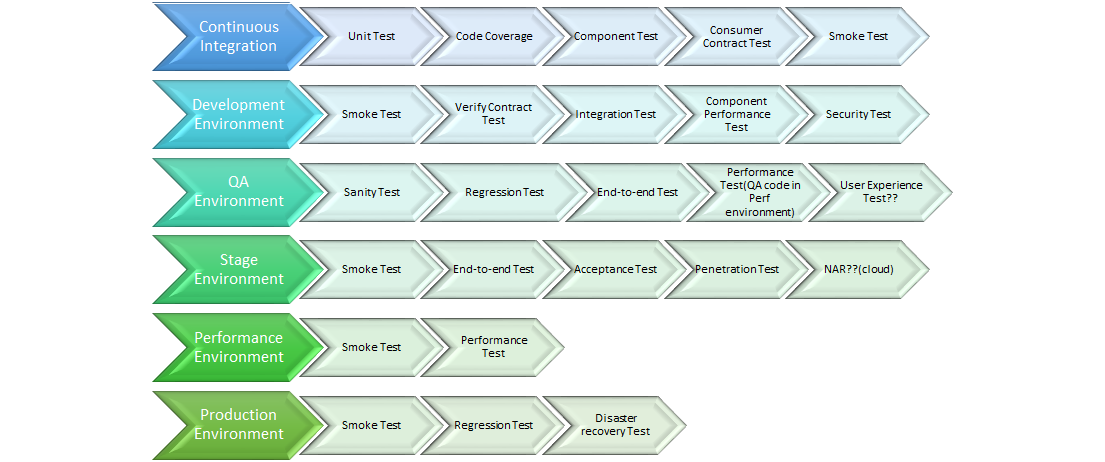 Continuous
Integration
Unit Test
Code Coverage
Component Test
Consumer
Contract Test
Smoke Test
Development
Environment
Smoke Test
Verify Contract
Test
Integration Test
Component
Performance
Test
Security Test
QA
Environment
Sanity Test
Regression Test
End-to-end Test
Performance
Test(QA code in
Perf
environment)
User Experience
Test??
Stage
Environment
Smoke Test
End-to-end Test
Acceptance Test
Penetration Test
NAR??(cloud)
Performance
Environment
Smoke Test
Performance
Test
Production
Environment
Smoke Test
Regression Test
Disaster
recovery Test